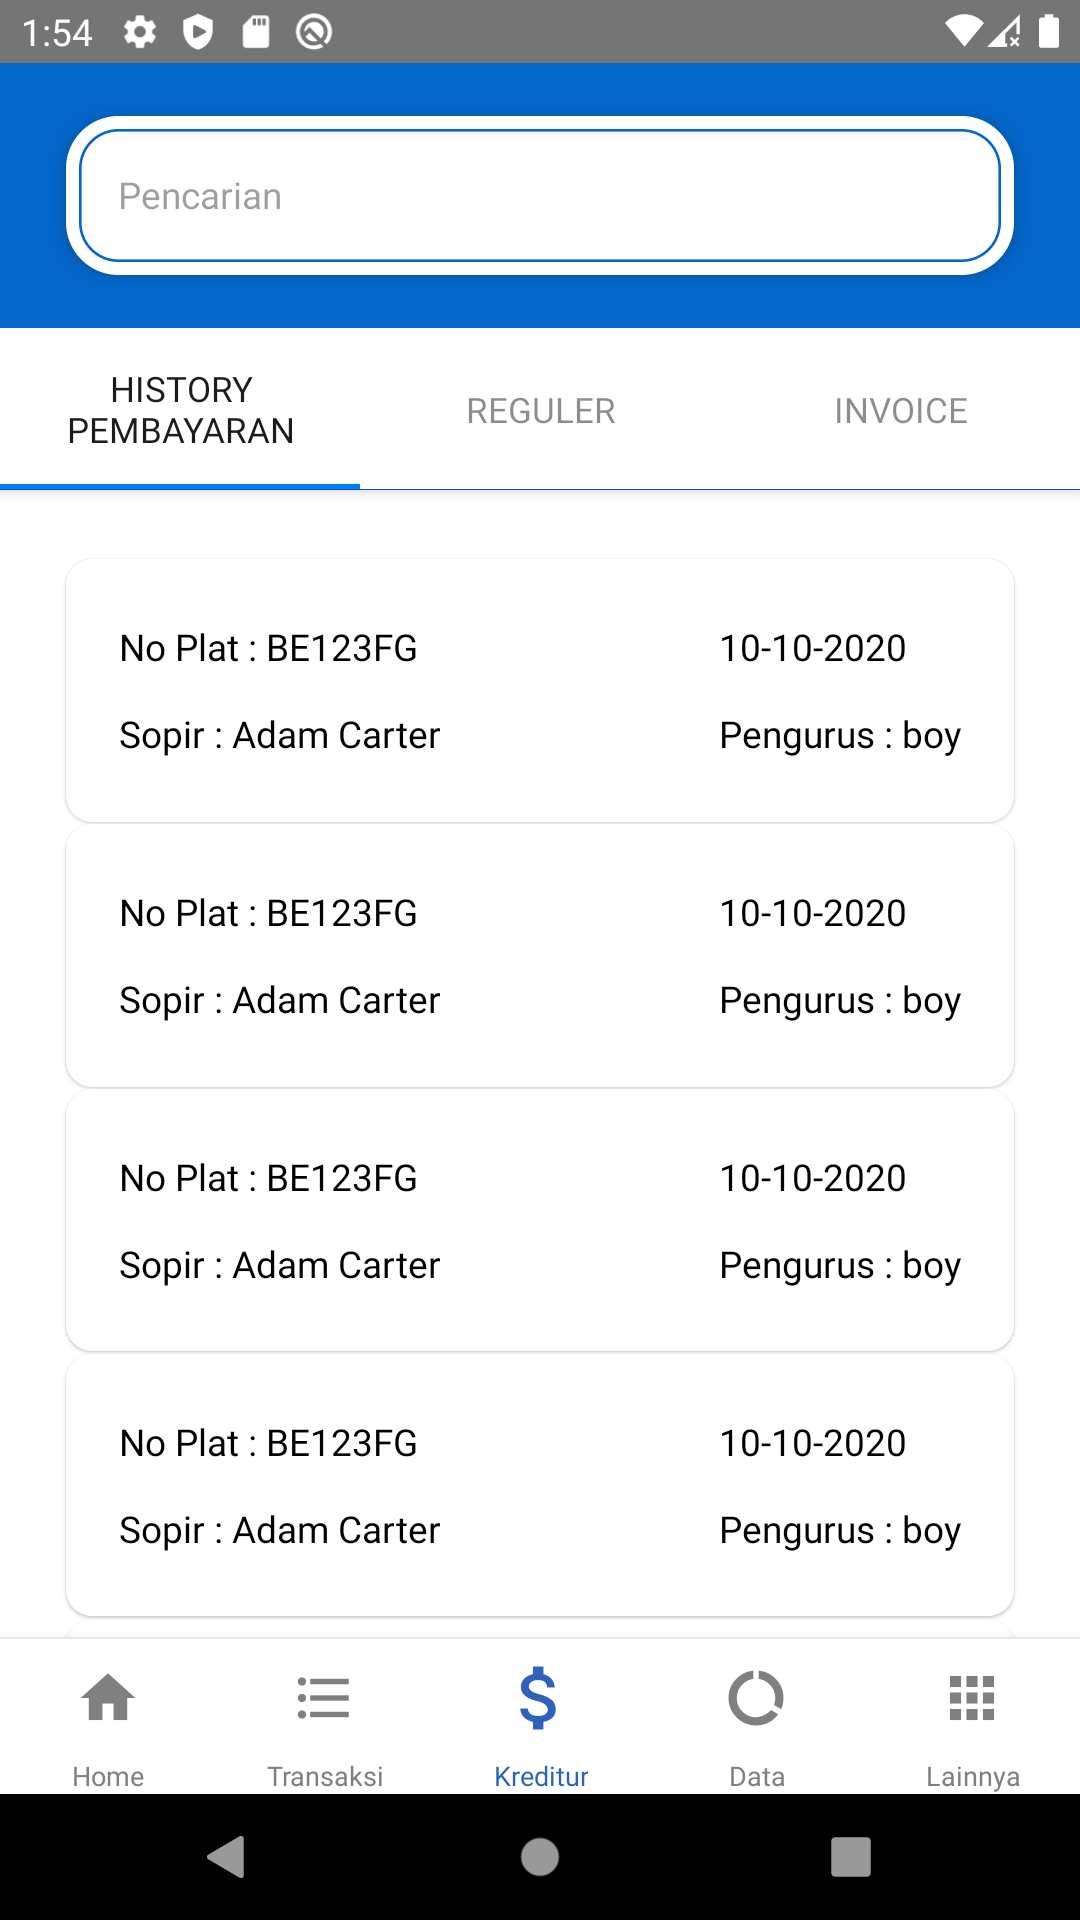 1:54
Pencarian
HISTORY
PEMBAYARAN
REGULER
INVOICE
No Plat : BE123FG
10-10-2020
Sopir : Adam Carter
Pengurus : boy
No Plat : BE123FG
10-10-2020
Sopir : Adam Carter
Pengurus : boy
No Plat : BE123FG
10-10-2020
Sopir : Adam Carter
Pengurus : boy
No Plat : BE123FG
10-10-2020
Sopir : Adam Carter
Pengurus : boy
Home
Transaksi
Kreditur
Data
Lainnya